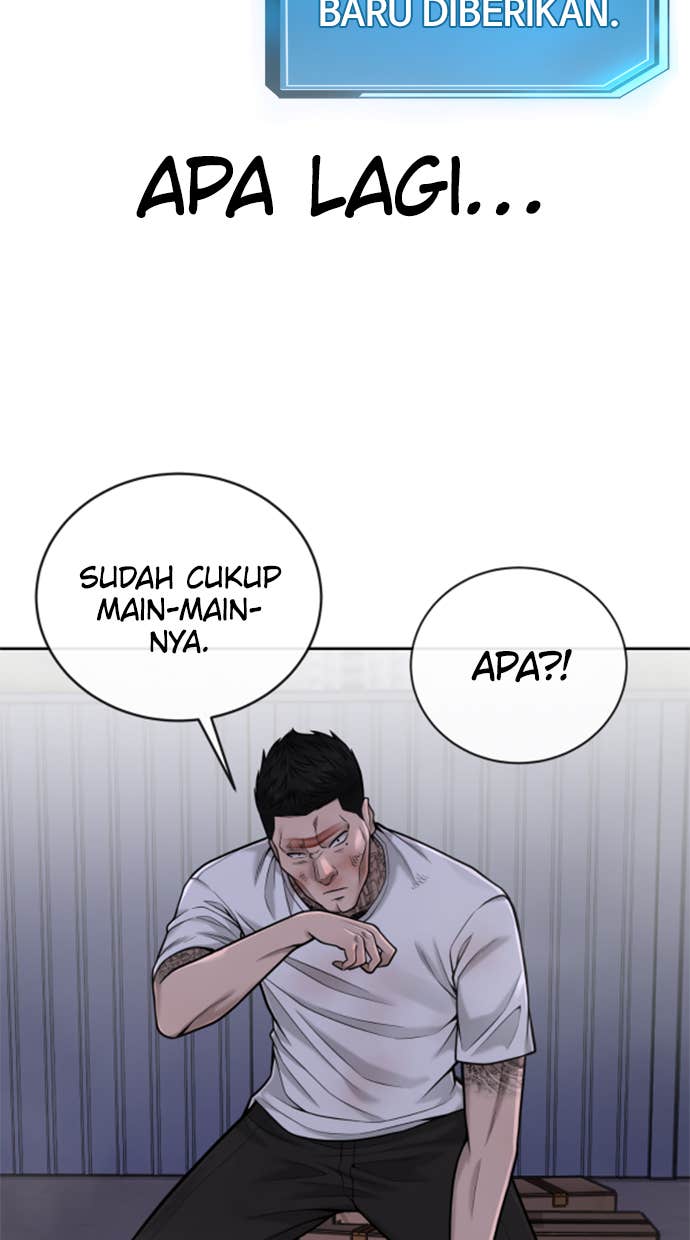 BARU DIBERIKAN.
APA LAGI...
SUDAH CUKUP
MAIN-MAIN-
NYA.
APA?!